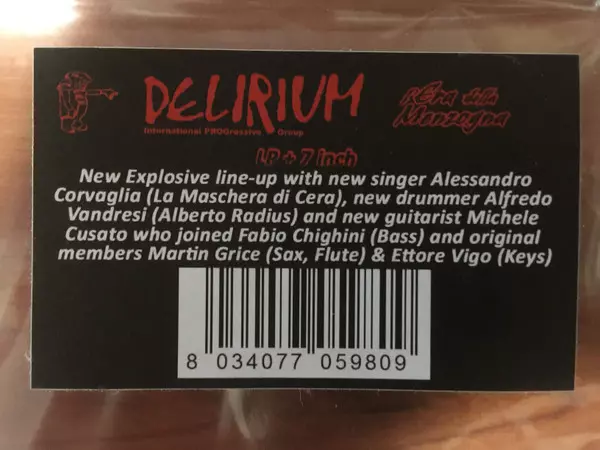 DELIRIUM
International PROGressive Group
l'Era della
Menzogna
LP + 7 inch
New Explosive line-up with new singer Alessandro
Corvaglia (La Maschera di Cera), new drummer Alfredo
Vandresi (Alberto Radius) and new guitarist Michele
Cusato who joined Fabio Chighini (Bass) and original
members Martin Grice (Sax, Flute) & Ettore Vigo (Keys)
8 034077 059809